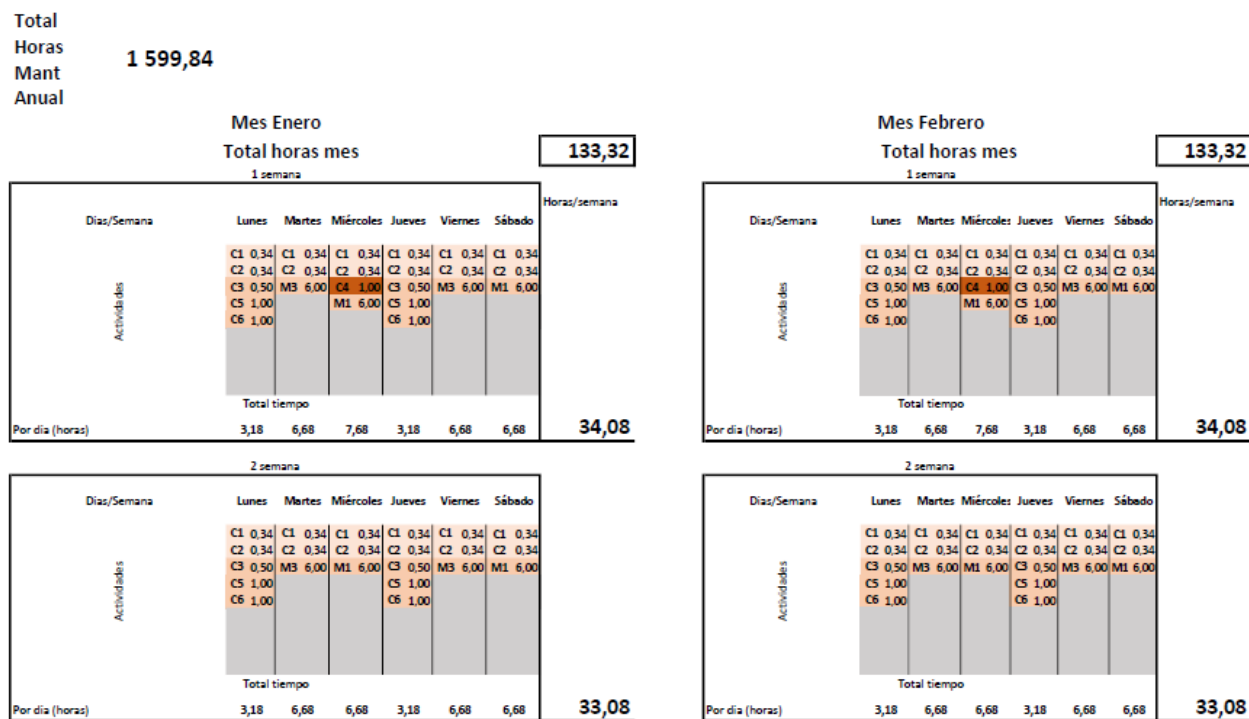 Total
Horas
Mant
Anual
1 599,84
Mes Enero
Total horas mes 133,32
1 semana
Horas/semana
Dias/Semana Lunes Martes Miércoles Jueves Viernes Sábado
C1 0,34 C1 0,34 C1 0,34 C1 0,34 C1 0,34 C1 0,34
C2 0,34 C2 0,34 C2 0,34 C2 0,34 C2 0,34 C2 0,34
C3 0,50 M3 6,00 C4 1,00 C3 0,50 M3 6,00 M1 6,00
C5 1,00 M1 6,00 C5 1,00
C6 1,00 C6 1,00
Actividades
Total tiempo
Por dia (horas) 3,18 6,68 7,68 3,18 6,68 6,68 34,08
2 semana
Dias/Semana Lunes Martes Miércoles Jueves Viernes Sábado
C1 0,34 C1 0,34 C1 0,34 C1 0,34 C1 0,34 C1 0,34
C2 0,34 C2 0,34 C2 0,34 C2 0,34 C2 0,34 C2 0,34
C3 0,50 M3 6,00 M1 6,00 C3 0,50 M3 6,00 M1 6,00
C5 1,00 C5 1,00
C6 1,00 C6 1,00
Actividades
Total tiempo
Por dia (horas) 3,18 6,68 6,68 3,18 6,68 6,68 33,08
Mes Febrero
Total horas mes 133,32
1 semana
Horas/semana
Dias/Semana Lunes Martes Miércoles Jueves Viernes Sábado
C1 0,34 C1 0,34 C1 0,34 C1 0,34 C1 0,34 C1 0,34
C2 0,34 C2 0,34 C2 0,34 C2 0,34 C2 0,34 C2 0,34
C3 0,50 M3 6,00 C4 1,00 C3 0,50 M3 6,00 M1 6,00
C5 1,00 M1 6,00 C5 1,00
C6 1,00 C6 1,00
Actividades
Total tiempo
Por dia (horas) 3,18 6,68 7,68 3,18 6,68 6,68 34,08
2 semana
Dias/Semana Lunes Martes Miércoles Jueves Viernes Sábado
C1 0,34 C1 0,34 C1 0,34 C1 0,34 C1 0,34 C1 0,34
C2 0,34 C2 0,34 C2 0,34 C2 0,34 C2 0,34 C2 0,34
C3 0,50 M3 6,00 M1 6,00 C3 0,50 M3 6,00 M1 6,00
C5 1,00 C5 1,00
C6 1,00 C6 1,00
Actividades
Total tiempo
Por dia (horas) 3,18 6,68 6,68 3,18 6,68 6,68 33,08